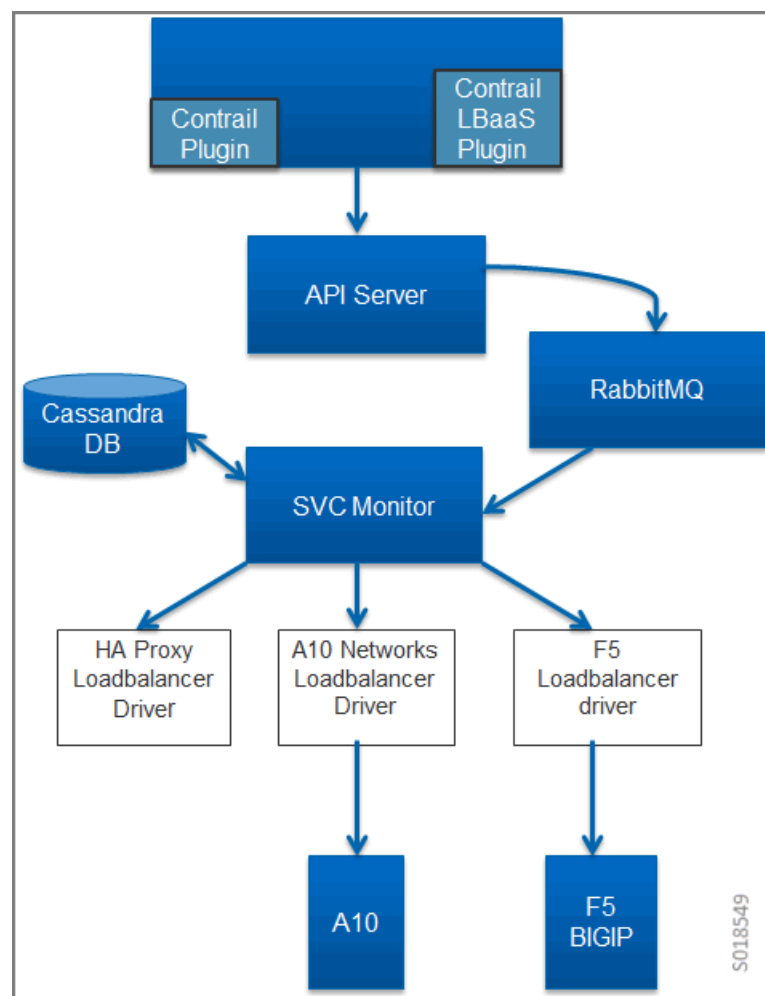 Contrail
Plugin
Contrail
LBaaS
Plugin
API Server
RabbitMQ
Cassandra
DB
SVC Monitor
HA Proxy
Loadbalancer
Driver
A10 Networks
Loadbalancer
Driver
F5
Loadbalancer
driver
A10
F5
BIGIP
S018549